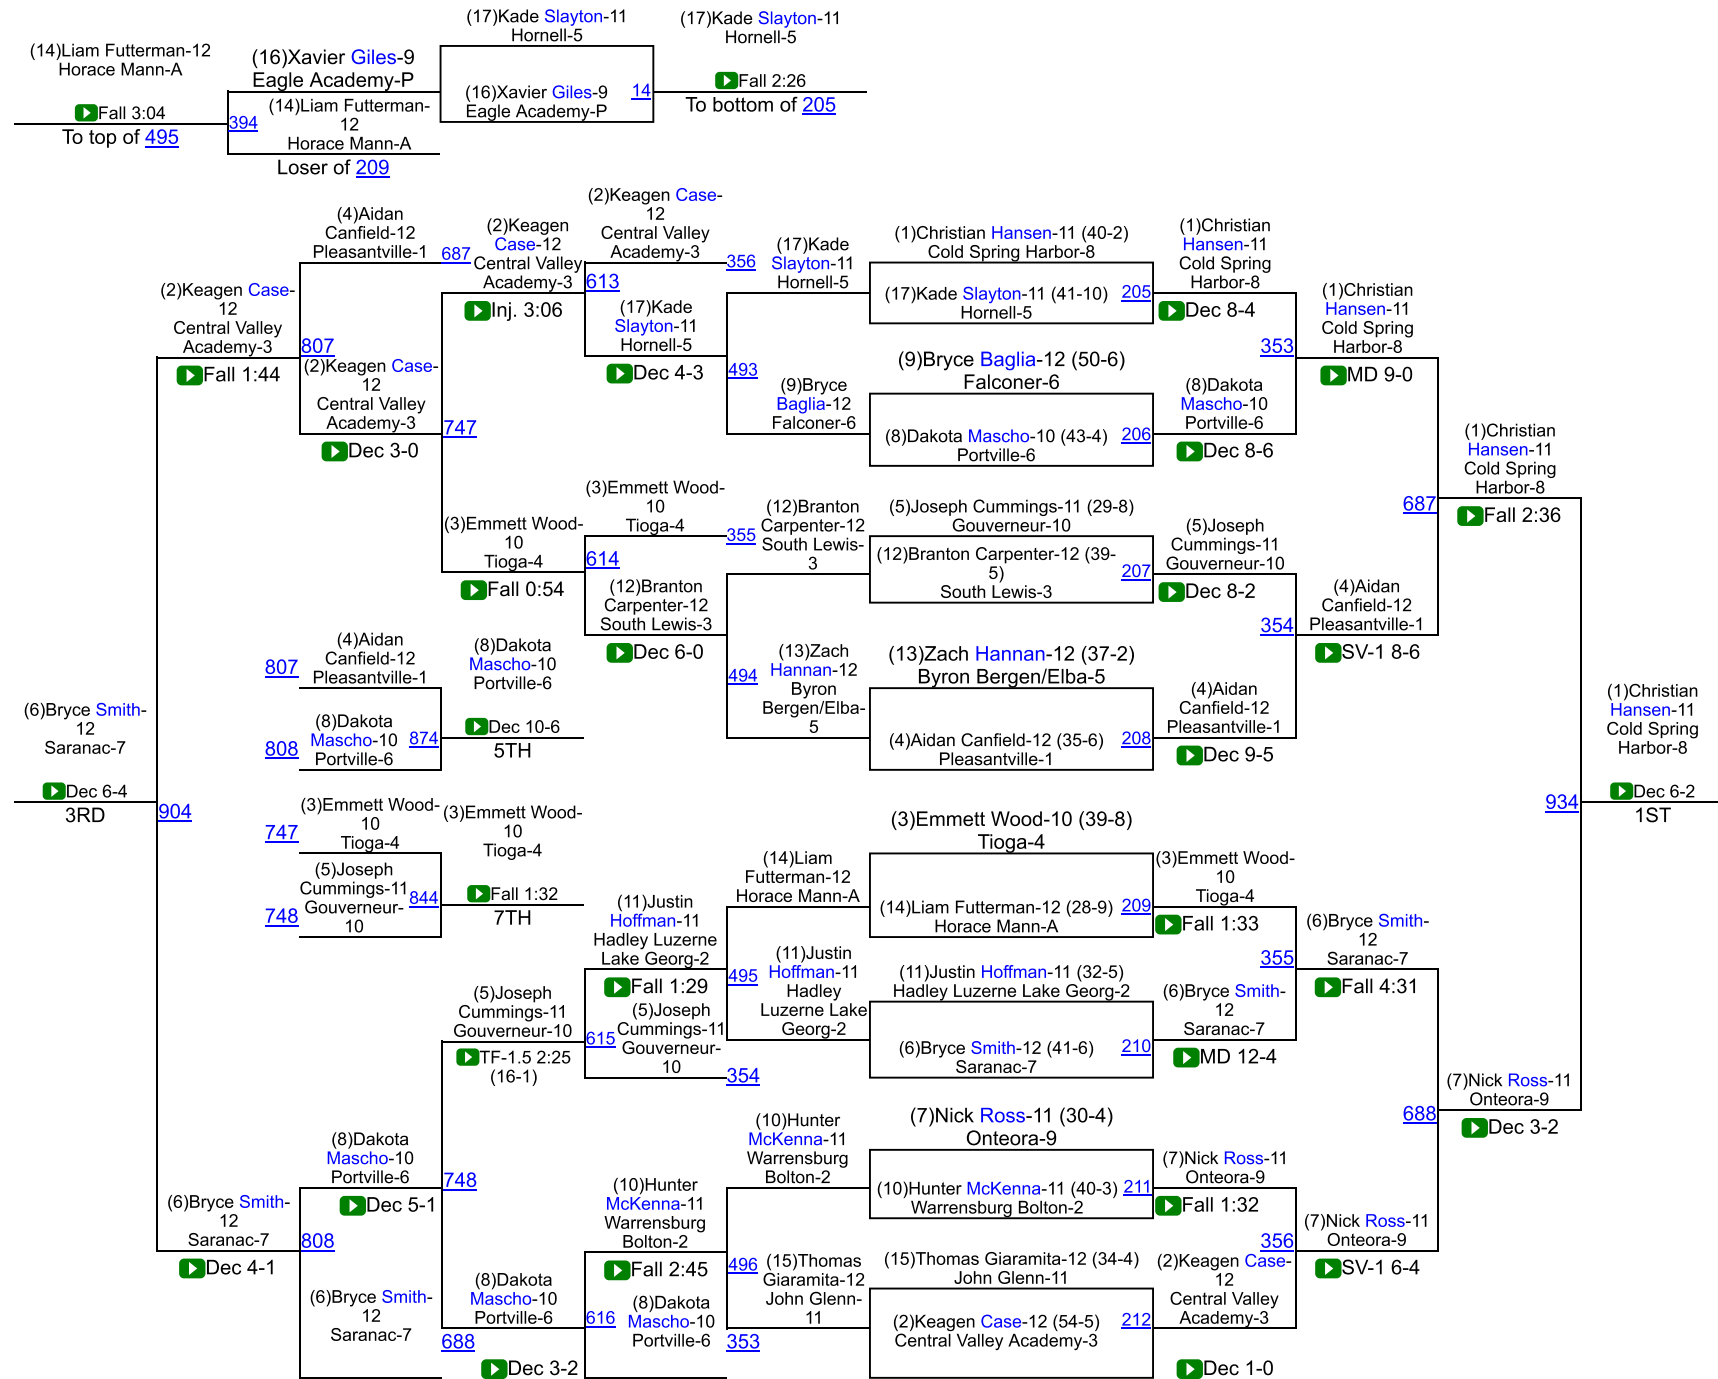 (17)Kade Slayton-11
Hornell-5
(17)Kade Slayton-11
Hornell-5
(14)Liam Futterman-12
Horace Mann-A
(16)Xavier Giles-9
Eagle Academy-P
Fall 3:04
To top of 495
394
(14)Liam Futterman-
12
Horace Mann-A
Loser of 209
(16)Xavier Giles-9
Eagle Academy-P
14
Fall 2:26
To bottom of 205
(4)Aidan
Canfield-12
Pleasantville-1
687
(2)Keagen
Case-12
Central Valley
Academy-3
Inj. 3:06
(2)Keagen Case-
12
Central Valley
Academy-3
356
613
(17)Kade
Slayton-11
Hornell-5
Dec 4-3
(17)Kade
Slayton-11
Hornell-5
493
(9)Bryce
Baglia-12
Falconer-6
(1)Christian Hansen-11 (40-2)
Cold Spring Harbor-8
(17)Kade Slayton-11 (41-10)
Hornell-5
205
(9)Bryce Baglia-12 (50-6)
Falconer-6
(8)Dakota Mascho-10 (43-4)
Portville-6
206
(1)Christian
Hansen-11
Cold Spring
Harbor-8
Dec 8-4
353
(8)Dakota
Mascho-10
Portville-6
Dec 8-6
(1)Christian
Hansen-11
Cold Spring
Harbor-8
MD 9-0
(2)Keagen Case-
12
Central Valley
Academy-3
Fall 1:44
807
(2)Keagen Case-
12
Central Valley
Academy-3
Dec 3-0
747
(3)Emmett Wood-
10
Tioga-4
Fall 0:54
(3)Emmett Wood-
10
Tioga-4
355
614
(12)Branton
Carpenter-12
South Lewis-3
Dec 6-0
(12)Branton
Carpenter-12
South Lewis-
3
494
(13)Zach
Hannan-12
Byron
Bergen/Elba-
5
(5)Joseph Cummings-11 (29-8)
Gouverneur-10
(12)Branton Carpenter-12 (39-
5)
South Lewis-3
207
(13)Zach Hannan-12 (37-2)
Byron Bergen/Elba-5
(4)Aidan Canfield-12 (35-6)
Pleasantville-1
208
(5)Joseph
Cummings-11
Gouverneur-10
Dec 8-2
354
(4)Aidan
Canfield-12
Pleasantville-1
Dec 9-5
(4)Aidan
Canfield-12
Pleasantville-1
SV-1 8-6
687
(1)Christian
Hansen-11
Cold Spring
Harbor-8
Fall 2:36
807
(4)Aidan
Canfield-12
Pleasantville-1
808
(8)Dakota
Mascho-10
Portville-6
874
(8)Dakota
Mascho-10
Portville-6
Dec 10-6
5TH
(6)Bryce Smith-
12
Saranac-7
Dec 6-4
3RD
904
747
(3)Emmett Wood-
10
Tioga-4
748
(5)Joseph
Cummings-11
Gouverneur-
10
844
(3)Emmett Wood-
10
Tioga-4
Fall 1:32
7TH
(1)Christian
Hansen-11
Cold Spring
Harbor-8
934
Dec 6-2
1ST
(3)Emmett Wood-10 (39-8)
Tioga-4
(14)Liam Futterman-12 (28-9)
Horace Mann-A
209
(11)Justin Hoffman-11 (32-5)
Hadley Luzerne Lake Georg-2
(6)Bryce Smith-12 (41-6)
Saranac-7
210
(14)Liam
Futterman-12
Horace Mann-A
495
(11)Justin
Hoffman-11
Hadley
Luzerne Lake
Georg-2
(11)Justin
Hoffman-11
Hadley Luzerne
Lake Georg-2
Fall 1:29
615
(5)Joseph
Cummings-11
Gouverneur-
10
354
(5)Joseph
Cummings-11
Gouverneur-10
TF-1.5 2:25
(16-1)
(3)Emmett Wood-
10
Tioga-4
Fall 1:33
355
(6)Bryce Smith-
12
Saranac-7
MD 12-4
(6)Bryce Smith-
12
Saranac-7
Fall 4:31
688
(7)Nick Ross-11
Onteora-9
Dec 3-2
(8)Dakota
Mascho-10
Portville-6
Dec 5-1
748
(6)Bryce Smith-
12
Saranac-7
Dec 4-1
808
(6)Bryce Smith-
12
Saranac-7
688
(8)Dakota
Mascho-10
Portville-6
Dec 3-2
(10)Hunter
McKenna-11
Warrensburg
Bolton-2
Fall 2:45
616
(8)Dakota
Mascho-10
Portville-6
353
(10)Hunter
McKenna-11
Warrensburg
Bolton-2
496
(15)Thomas
Giaramita-12
John Glenn-
11
(7)Nick Ross-11 (30-4)
Onteora-9
(10)Hunter McKenna-11 (40-3)
Warrensburg Bolton-2
211
(15)Thomas Giaramita-12 (34-4)
John Glenn-11
(2)Keagen Case-12 (54-5)
Central Valley Academy-3
212
(7)Nick Ross-11
Onteora-9
Fall 1:32
356
(2)Keagen Case-
12
Central Valley
Academy-3
Dec 1-0
(7)Nick Ross-11
Onteora-9
SV-1 6-4